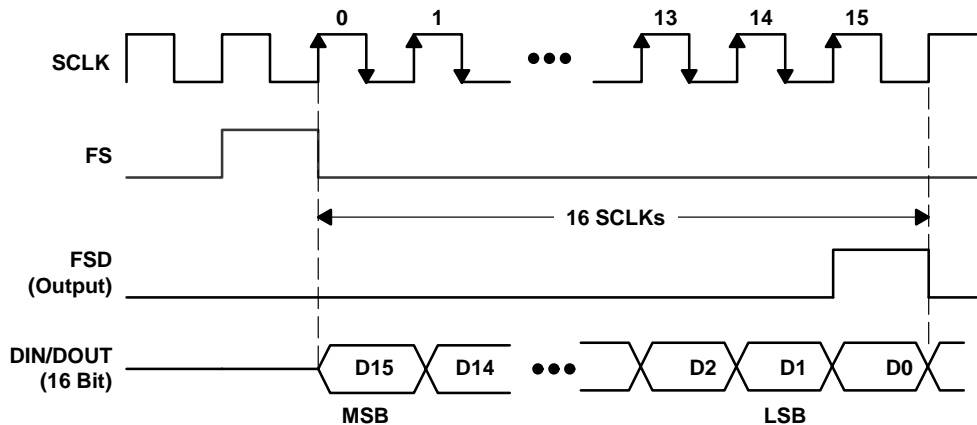 0 1 13 14 15
SCLK
FS
16 SCLKs
FSD
(Output)
DIN/DOUT
(16 Bit)
D15 D14 D2 D1 D0
MSB LSB